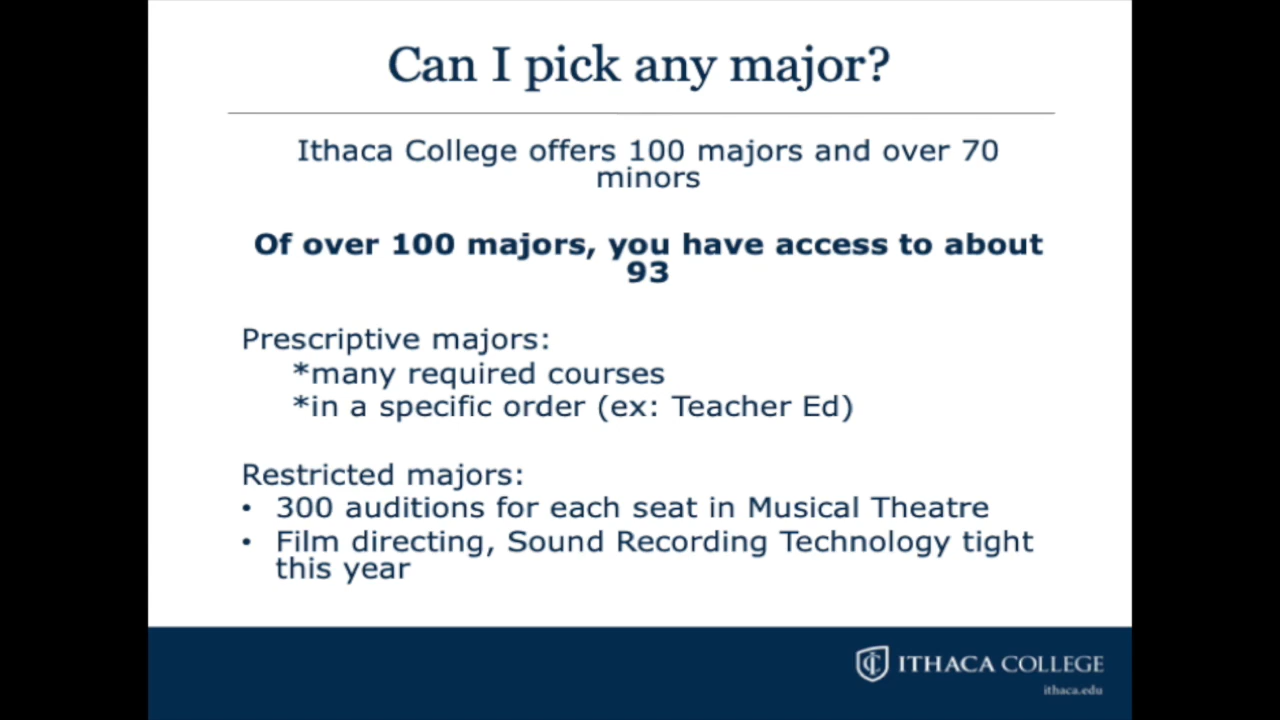 Can I pick any major?
Ithaca College offers 100 majors and over 70
minors
Of over 100 majors, you have access to about
93
Prescriptive majors:
*many required courses
*in a specific order (ex: Teacher Ed)
Restricted majors:
• 300 auditions for each seat in Musical Theatre
• Film directing, Sound Recording Technology tight
this year
IC ITHACA COLLEGE
ithaca.edu